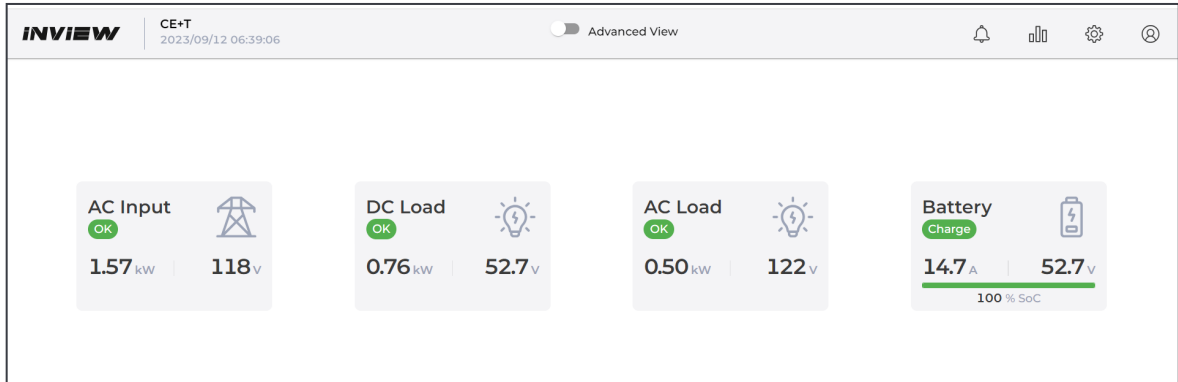 INVIEW
CE+T
2023/09/12 06:39:06
Advanced View
AC Input
OK
1.57 kW 118 V
DC Load
OK
0.76 kW 52.7 V
AC Load
OK
0.50 kW 122 V
Battery
Charge
14.7 A 52.7 V
100 % SoC